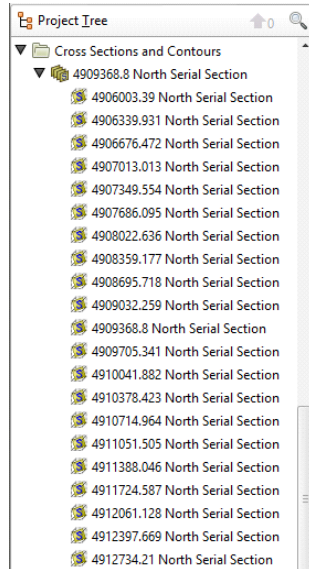 Project Tree
0
Cross Sections and Contours
4909368.8 North Serial Section
4906003.39 North Serial Section
4906339.931 North Serial Section
4906676.472 North Serial Section
4907013.013 North Serial Section
4907349.554 North Serial Section
4907686.095 North Serial Section
4908022.636 North Serial Section
4908359.177 North Serial Section
4908695.718 North Serial Section
4909032.259 North Serial Section
4909368.8 North Serial Section
4909705.341 North Serial Section
4910041.882 North Serial Section
4910378.423 North Serial Section
4910714.964 North Serial Section
4911051.505 North Serial Section
4911388.046 North Serial Section
4911724.587 North Serial Section
4912061.128 North Serial Section
4912397.669 North Serial Section
4912734.21 North Serial Section